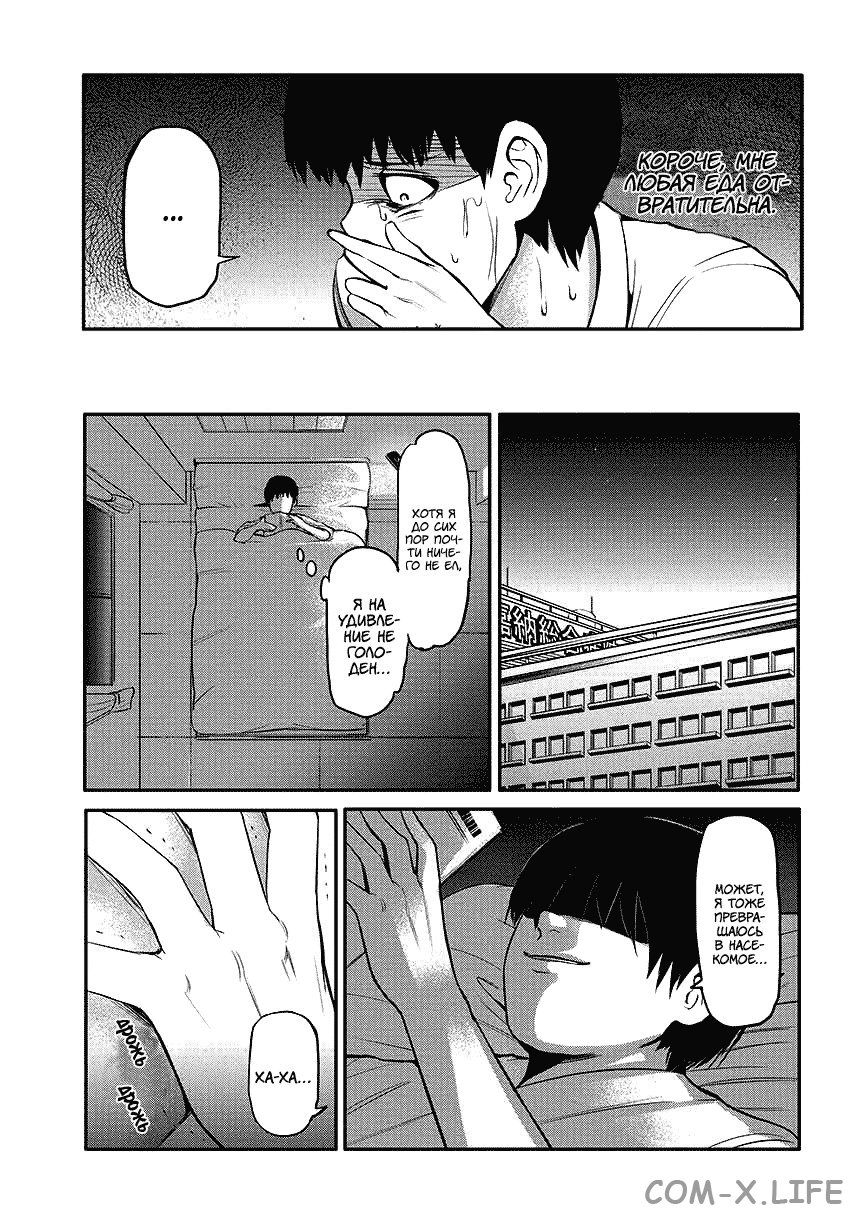 ...
КОРОЧЕ, МНЕ
ЛЮБАЯ ЕДА ОТ-
ВРАТИТЕЛЬНА.
ХОТЯ Я
ДО СИХ
ПОР ПОЧ-
ТИ НИЧЕ-
ГО НЕ ЕЛ,
Я НА
УДИВЛЕ-
НИЕ НЕ
ГОЛО-
ДЕН...
МОЖЕТ,
Я ТОЖЕ
ПРЕВРА-
ЩАЮСЬ
В НАСЕ-
КОМОЕ...
ХА-ХА...
ДРОЖЬ
ДРОЖЬ
COM-X.LIFE